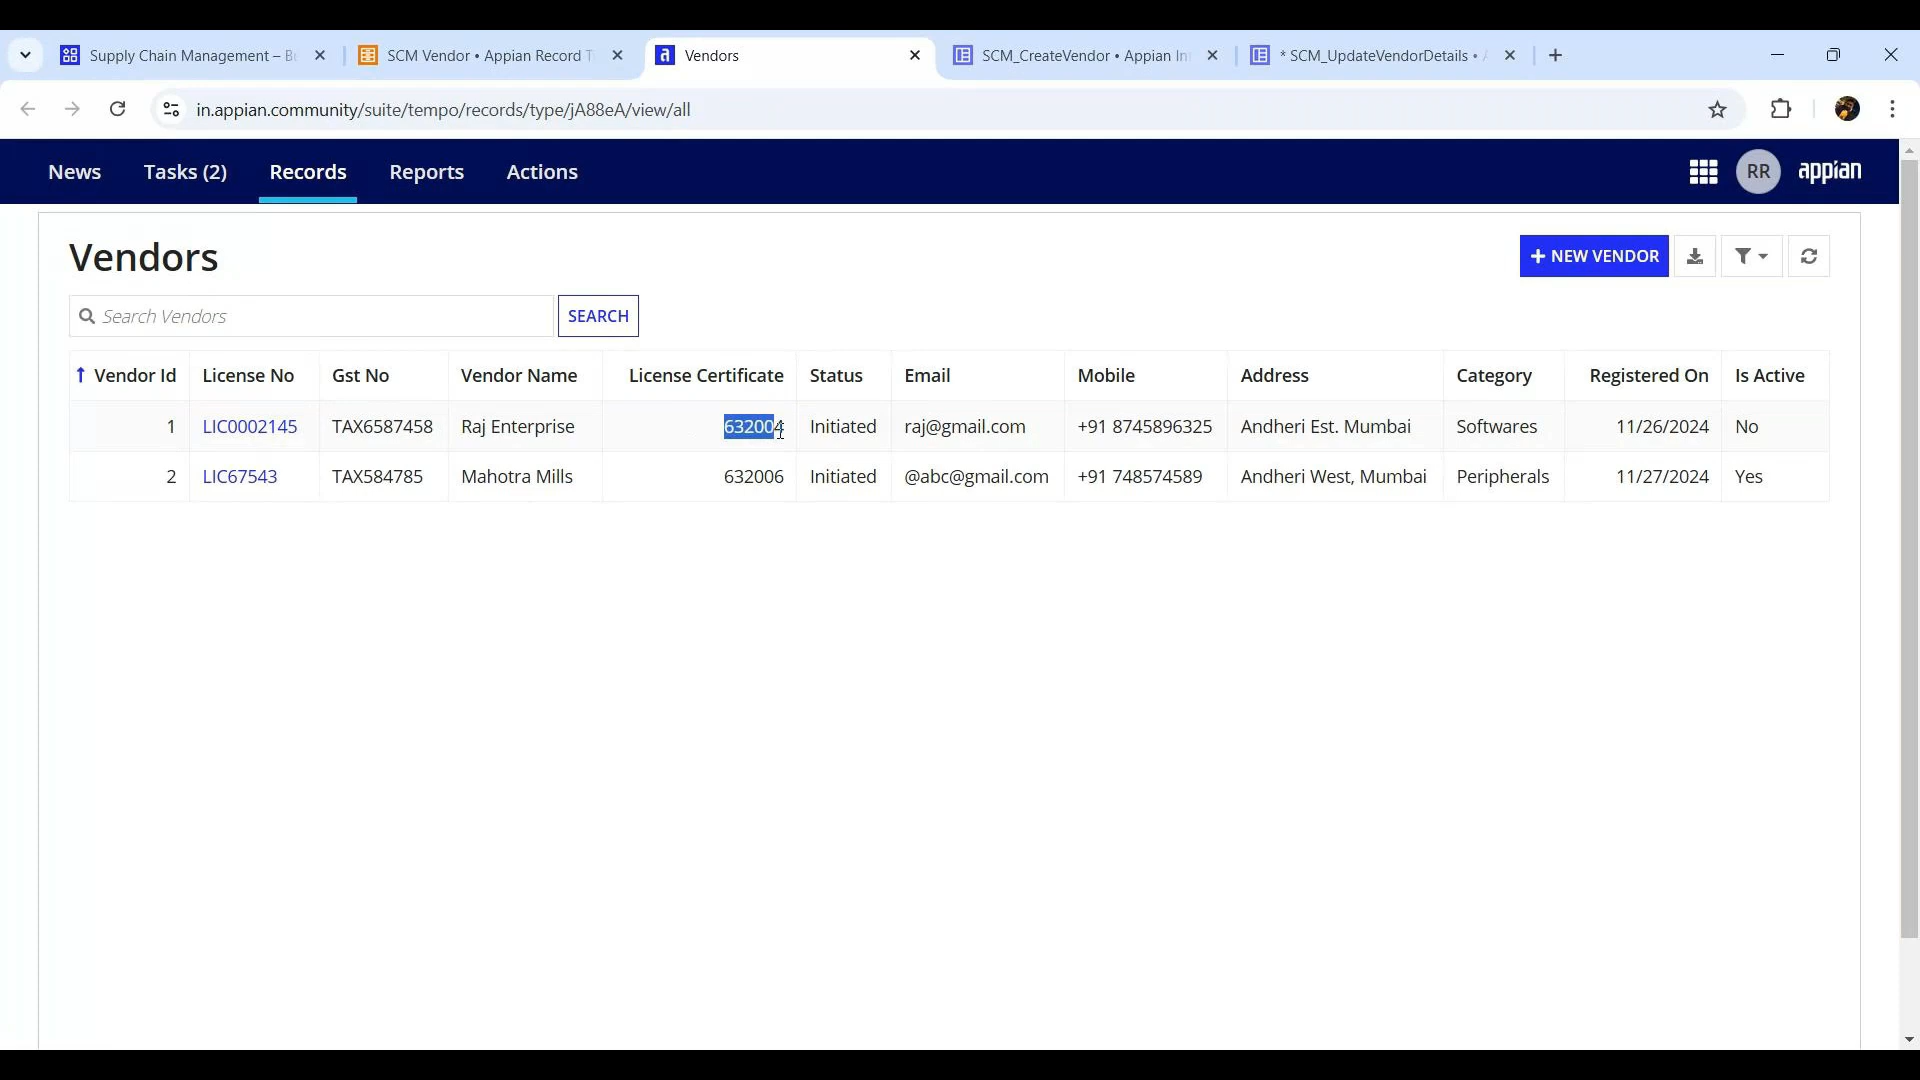 Supply Chain Management – B
SCM Vendor • Appian Record T
Vendors
SCM_CreateVendor • Appian In
* SCM_UpdateVendorDetails •
in.appian.community/suite/tempo/records/type/jA88eA/view/all
News Tasks (2) Records Reports Actions
RR appian
Vendors
NEW VENDOR
Search Vendors
SEARCH
Vendor Id License No Gst No Vendor Name License Certificate Status Email Mobile Address Category Registered On Is Active
1 LIC0002145 TAX6587458 Raj Enterprise 632004 Initiated raj@gmail.com +91 8745896325 Andheri Est. Mumbai Softwares 11/26/2024 No
2 LIC67543 TAX584785 Mahotra Mills 632006 Initiated @abc@gmail.com +91 748574589 Andheri West, Mumbai Peripherals 11/27/2024 Yes